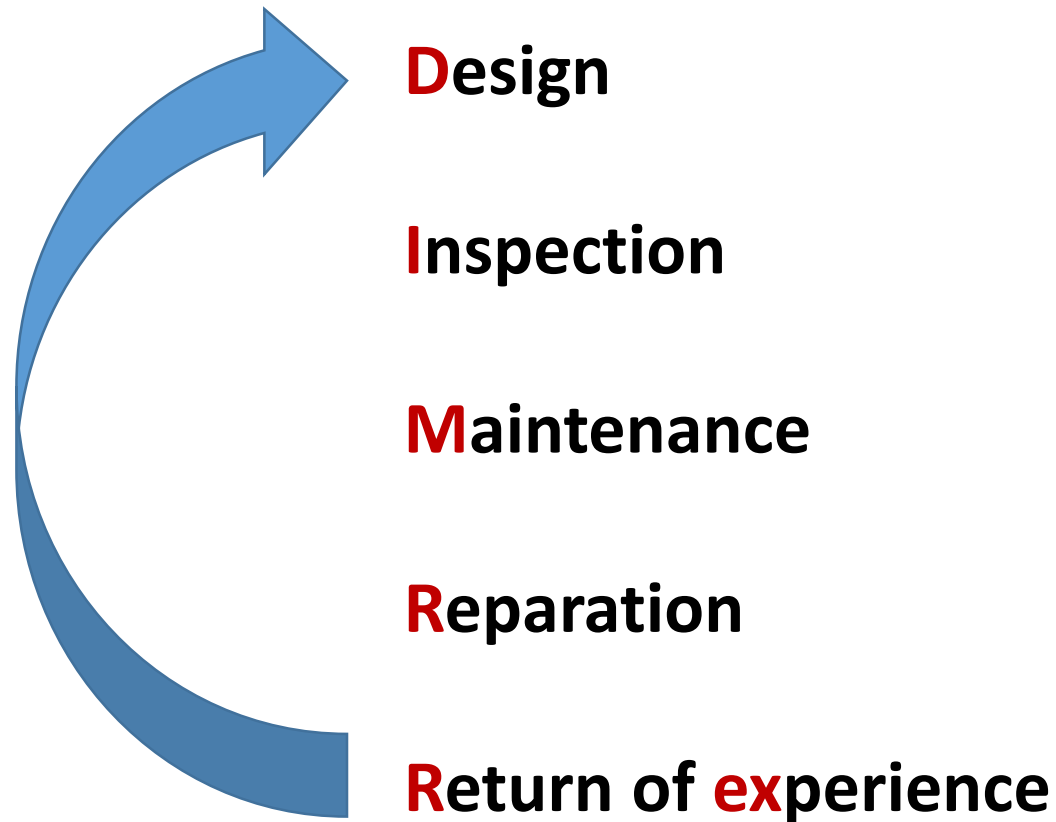 Design
Inspection
Maintenance
Reparation
Return of experience